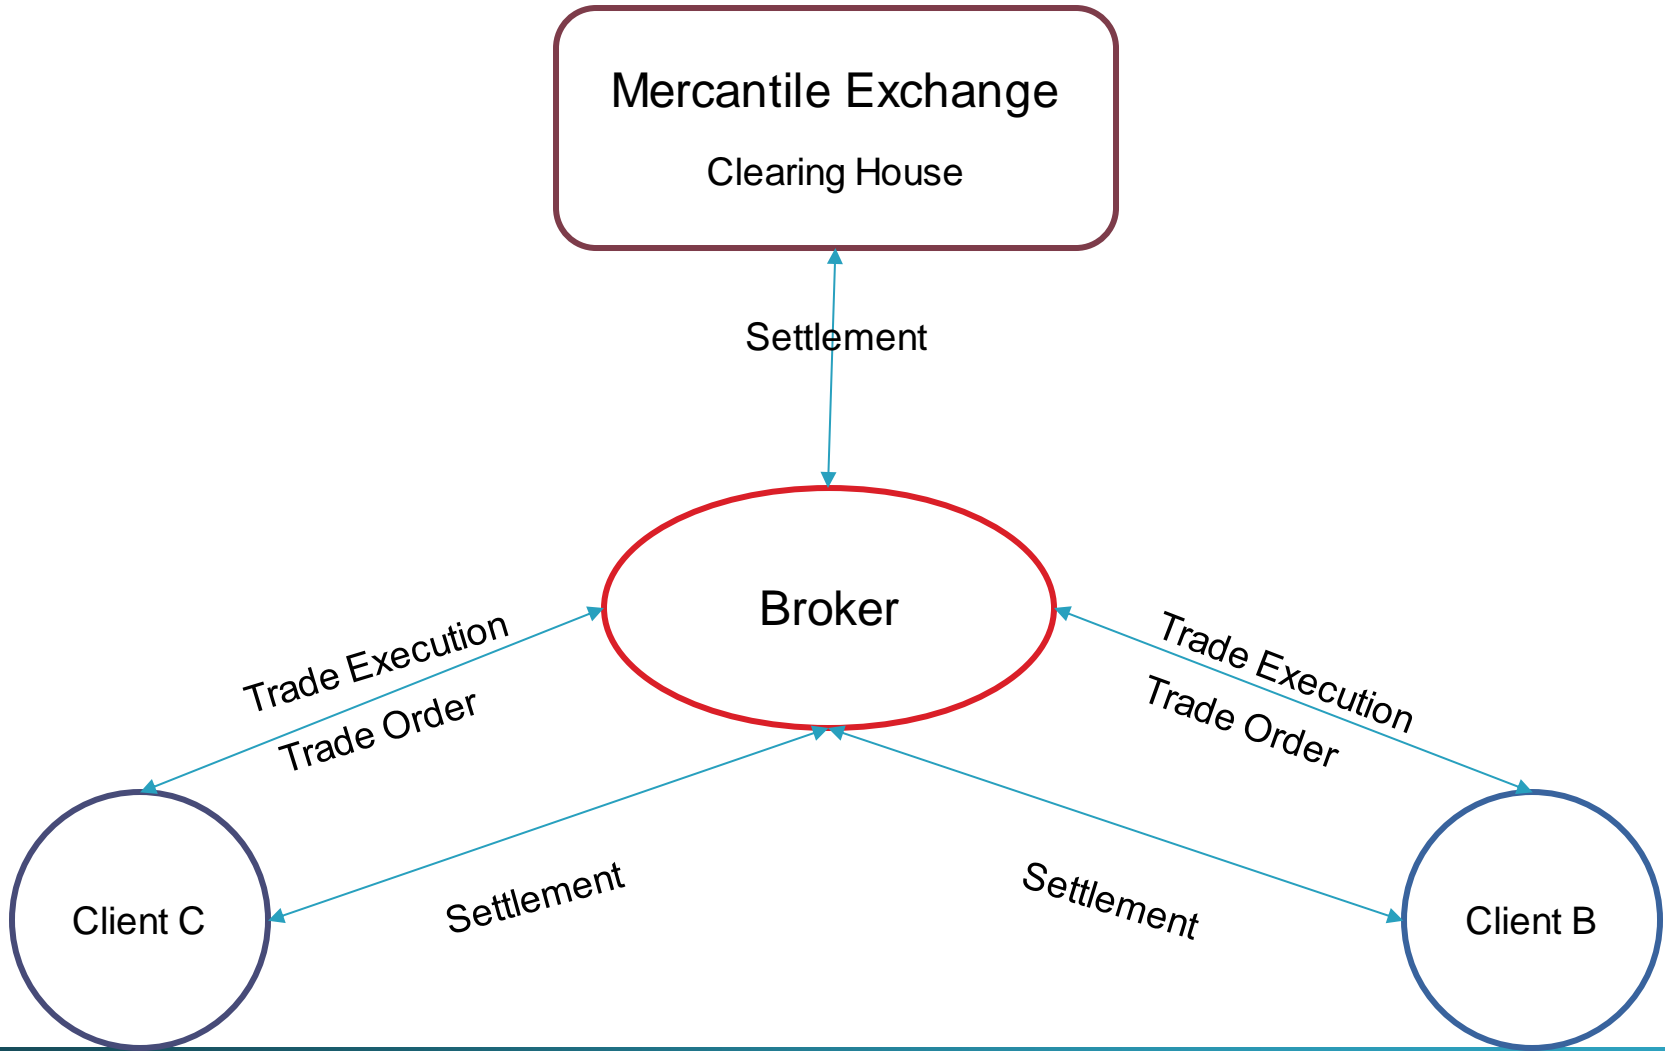 Mercantile Exchange
Clearing House
Settlement
Broker
Trade Execution
Trade Order
Trade Execution
Trade Order
Settlement
Settlement
Client C
Client B